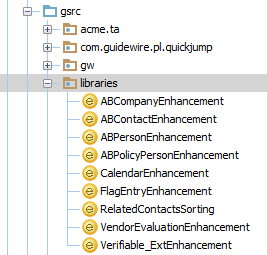 gsrc
acme.ta
com.guidewire.pl.quickjump
gw
libraries
ABCompanyEnhancement
ABContactEnhancement
ABPersonEnhancement
ABPolicyPersonEnhancement
CalendarEnhancement
FlagEntryEnhancement
RelatedContactsSorting
VendorEvaluationEnhancement
Verifiable_ExtEnhancement